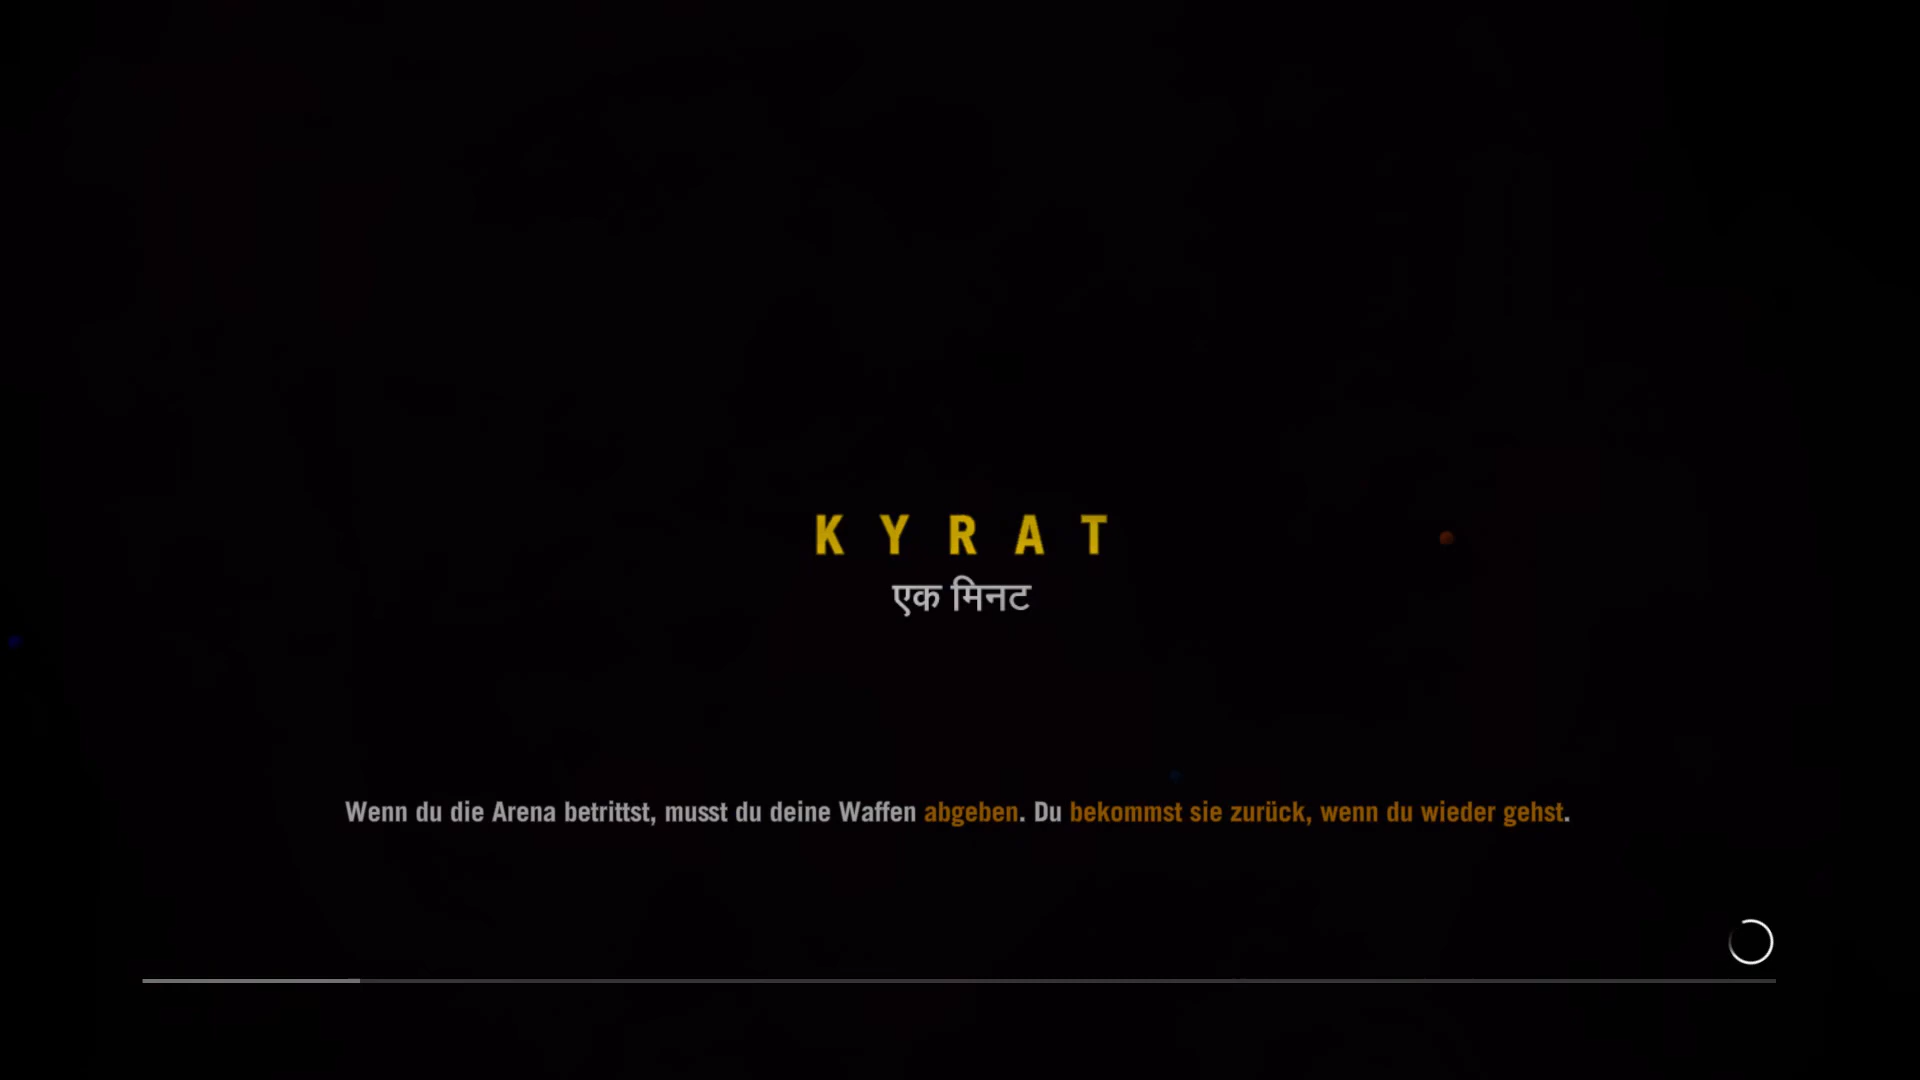 KYRAT
एक मिनट
Wenn du die Arena betrittst, musst du deine Waffen abgeben. Du bekommst sie zurück, wenn du wieder gehst.